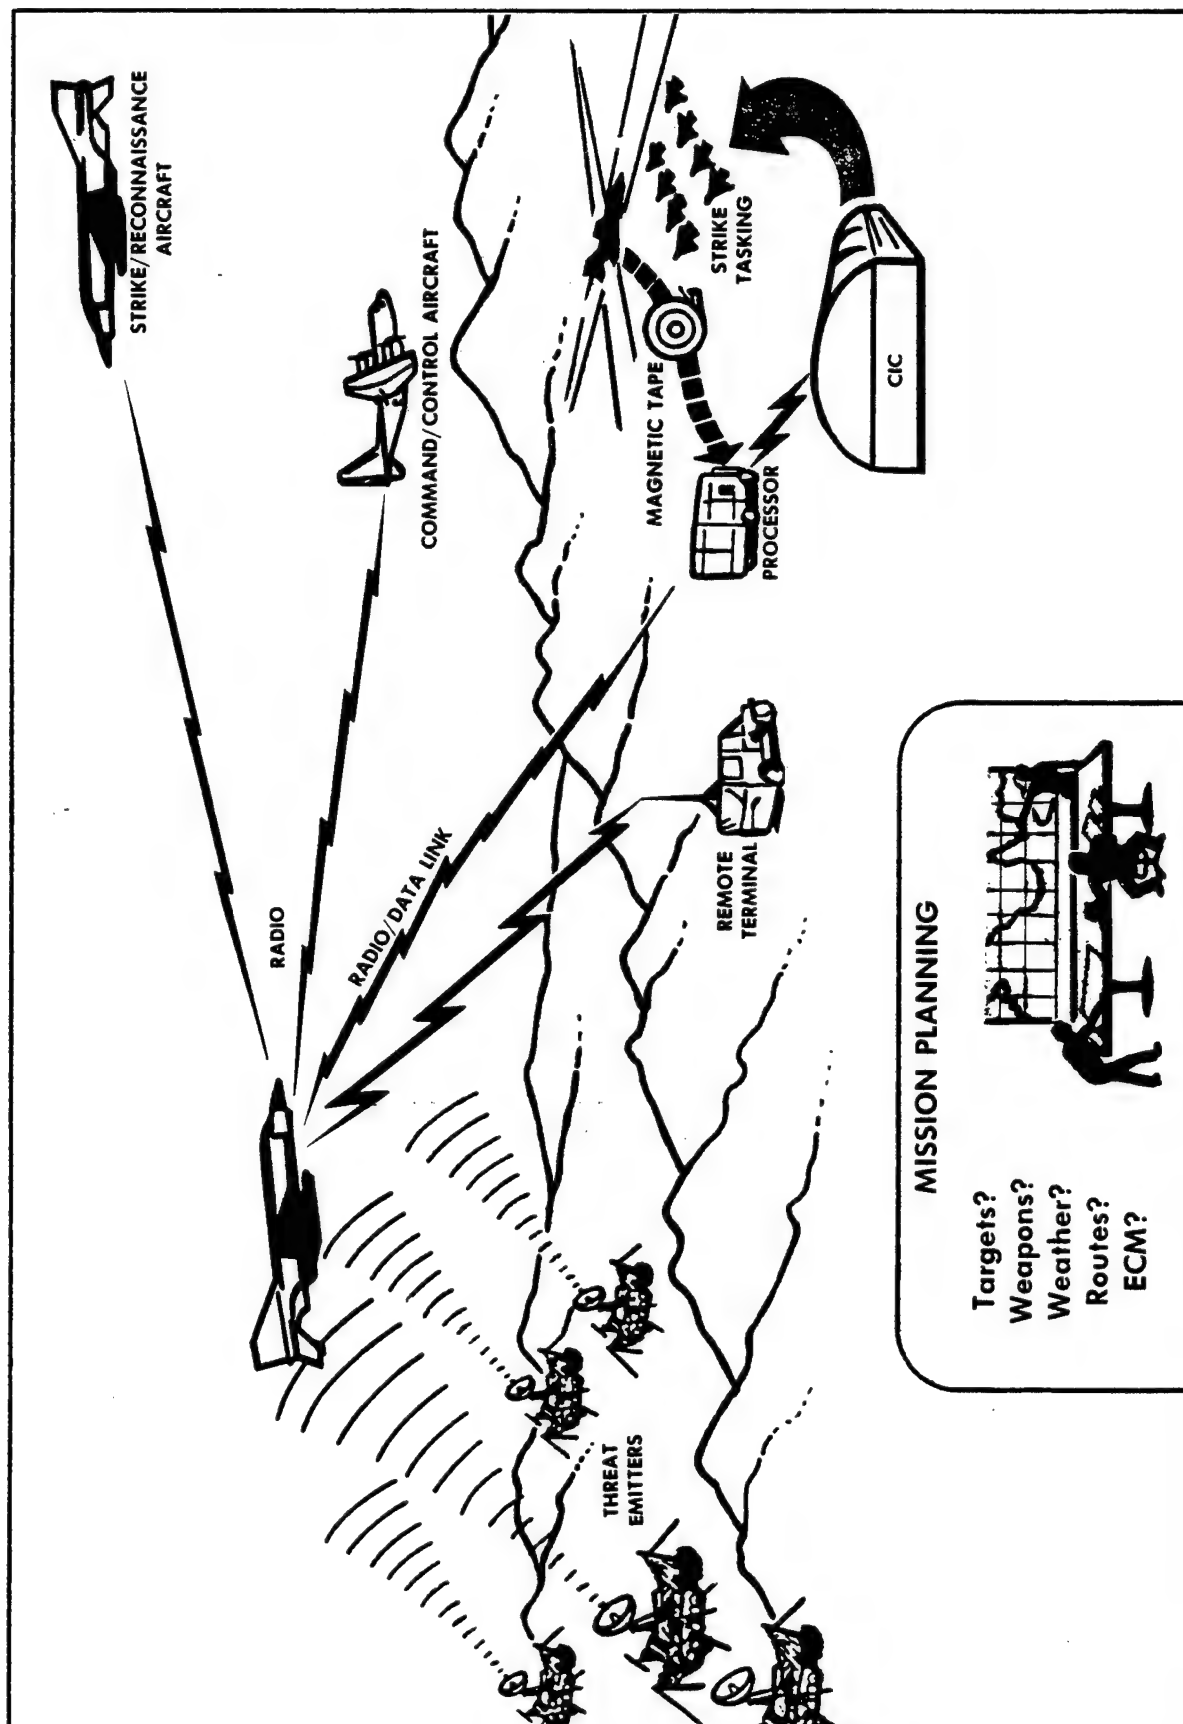 STRIKE/RECONNAISSANCE
AIRCRAFT
COMMAND/CONTROL AIRCRAFT
RADIO
RADIO/DATA LINK
THREAT
EMITTERS
REMOTE
TERMINAL
MAGNETIC TAPE
PROCESSOR
STRIKE
TASKING
CIC
MISSION PLANNING
Targets?
Weapons?
Weather?
Routes?
ECM?